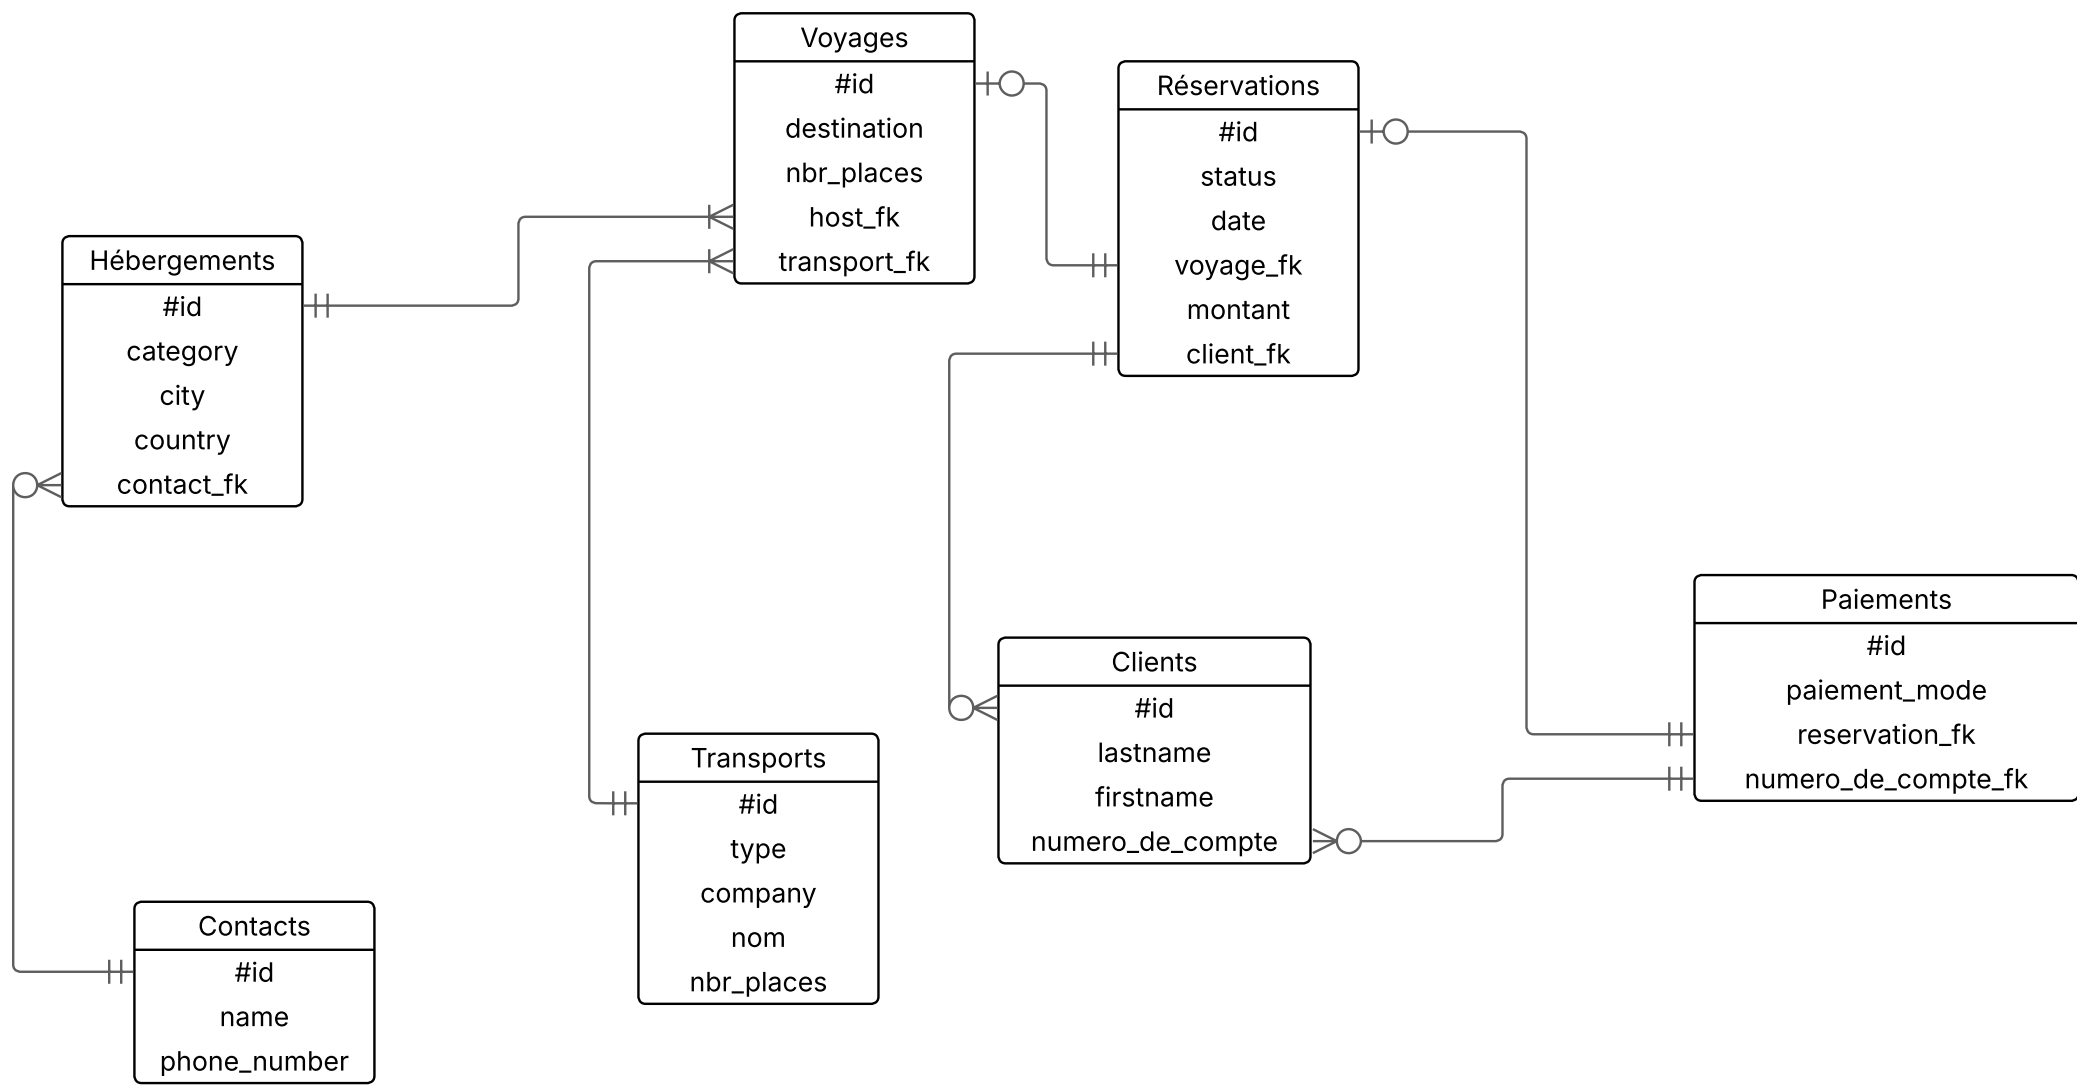 Voyages
#id
destination
nbr_places
host_fk
transport_fk
Réservations
#id
status
date
voyage_fk
montant
client_fk
Hébergements
#id
category
city
country
contact_fk
Paiements
#id
paiement_mode
reservation_fk
numero_de_compte_fk
Clients
#id
lastname
firstname
numero_de_compte
Transports
#id
type
company
nom
nbr_places
Contacts
#id
name
phone_number